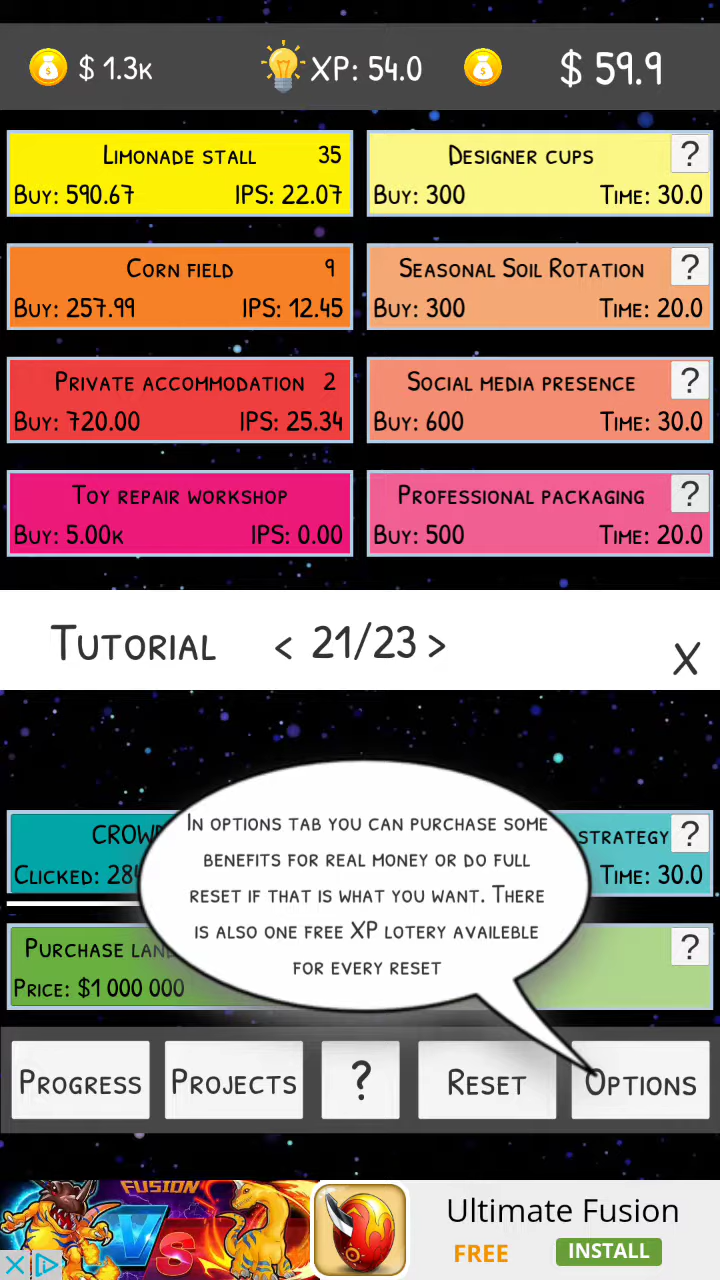 $ 1.3K XP: 54.0 $ 59.9
Limonade stall 35
Buy: 590.67 IPS: 22.07
Designer cups ?
Buy: 300 Time: 30.0
Corn field 9
Buy: 257.99 IPS: 12.45
Seasonal Soil Rotation ?
Buy: 300 Time: 20.0
Private accommodation 2
Buy: 720.00 IPS: 25.34
Social media presence ?
Buy: 600 Time: 30.0
Toy repair workshop
Buy: 5.00K IPS: 0.00
Professional packaging ?
Buy: 500 Time: 20.0
Tutorial < 21/23 > X
CROW
Clicked: 284
strategy ?
Time: 30.0
In options tab you can purchase some
benefits for real money or do full
reset if that is what you want. There
is also one free XP lotery availeble
for every reset
Purchase lan
Price: $1 000 000
?
Progress Projects ? Reset Options
FUSION
VS
Ultimate Fusion
FREE INSTALL